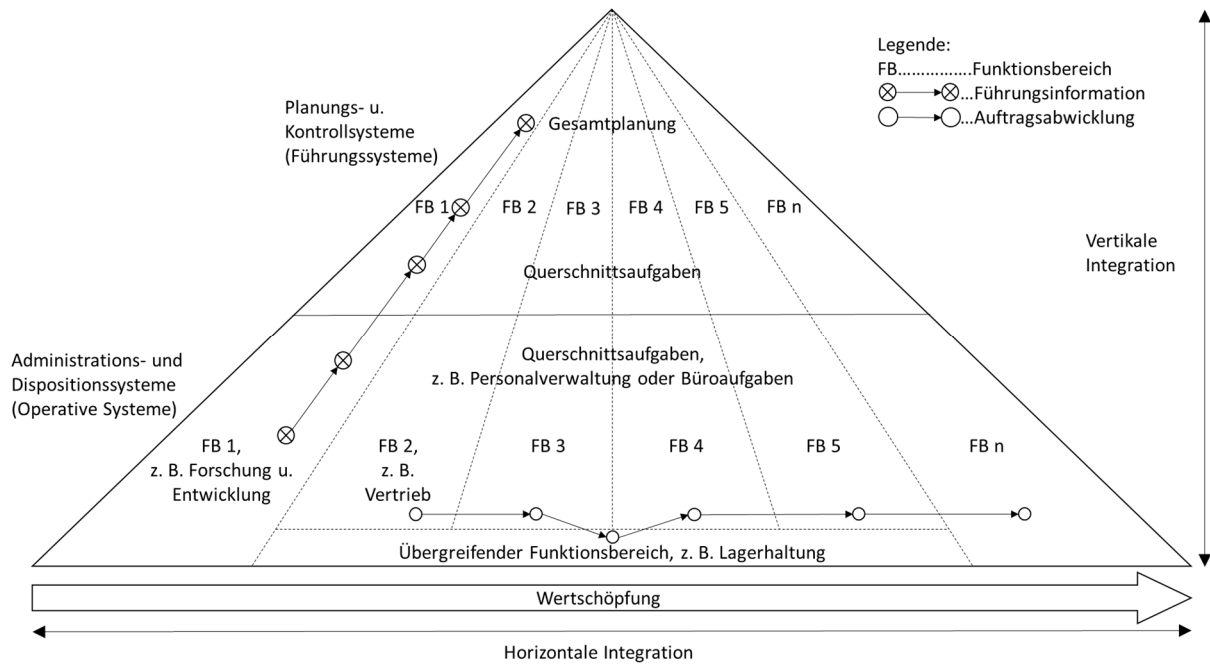 Legende:
FB……………..Funktionsbereich
…Führungsinformation
…Auftragsabwicklung
Planungs- u.
Kontrollsysteme
(Führungssysteme)
Gesamtplanung
FB 1 FB 2 FB 3 FB 4 FB 5 FB n
Querschnittsaufgaben
Vertikale
Integration
Administrations- und
Dispositionssysteme
(Operative Systeme)
Querschnittsaufgaben,
z. B. Personalverwaltung oder Büroaufgaben
FB 1,
z. B. Forschung u.
Entwicklung
FB 2,
z. B.
Vertrieb
FB 3
FB 4
FB 5
FB n
Übergreifender Funktionsbereich, z. B. Lagerhaltung
Wertschöpfung
Horizontale Integration